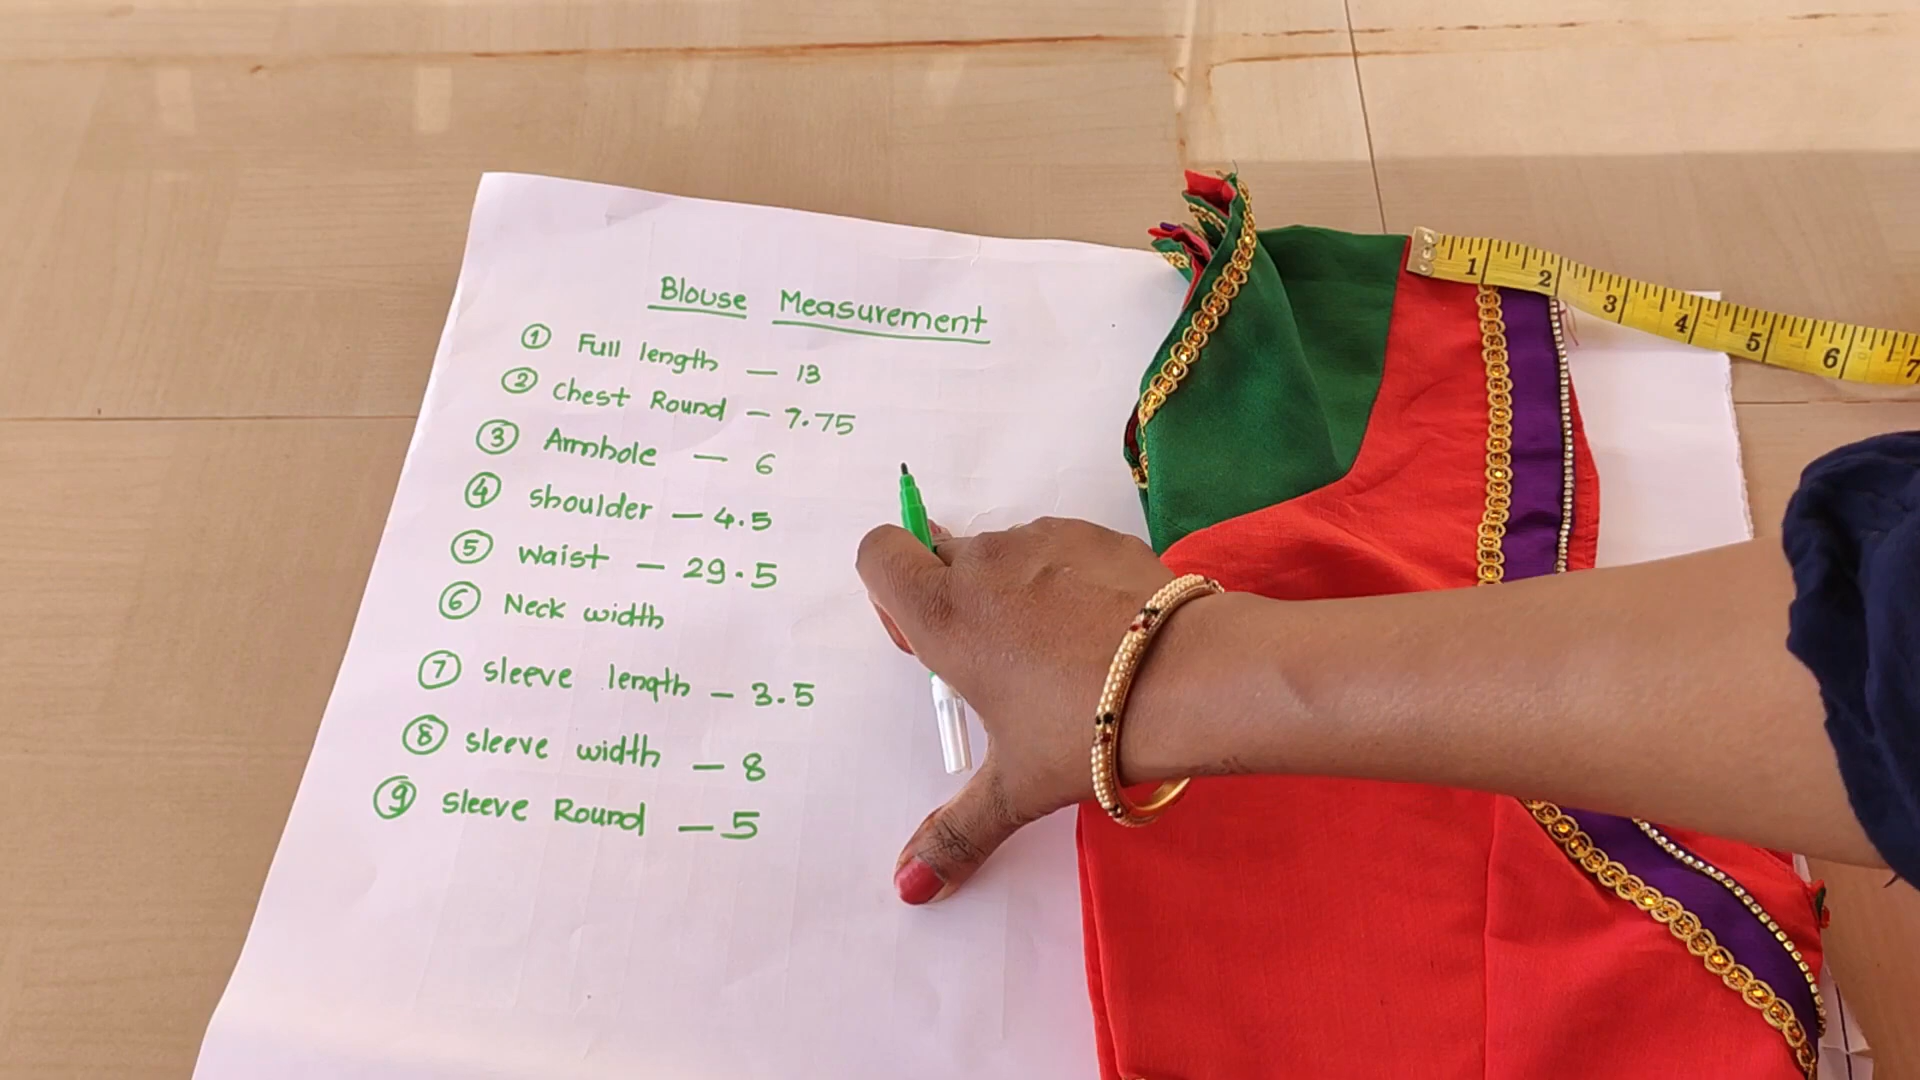 Blouse Measurement
① Full length — 13
② Chest Round — 7.75
③ Armhole — 6
④ shoulder — 4.5
⑤ waist — 29.5
⑥ Neck width
⑦ sleeve length — 3.5
⑧ sleeve width — 8
⑨ sleeve Round — 5
1 2 3 4 5 6 7